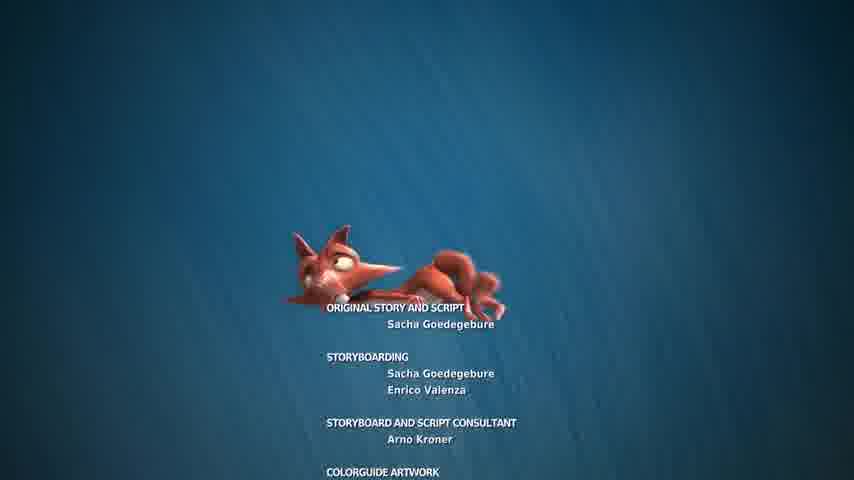 ORIGINAL STORY AND SCRIPT
Sacha Goedegebure
STORYBOARDING
Sacha Goedegebure
Enrico Valenza
STORYBOARD AND SCRIPT CONSULTANT
Arno Kroner
COLORGUIDE ARTWORK